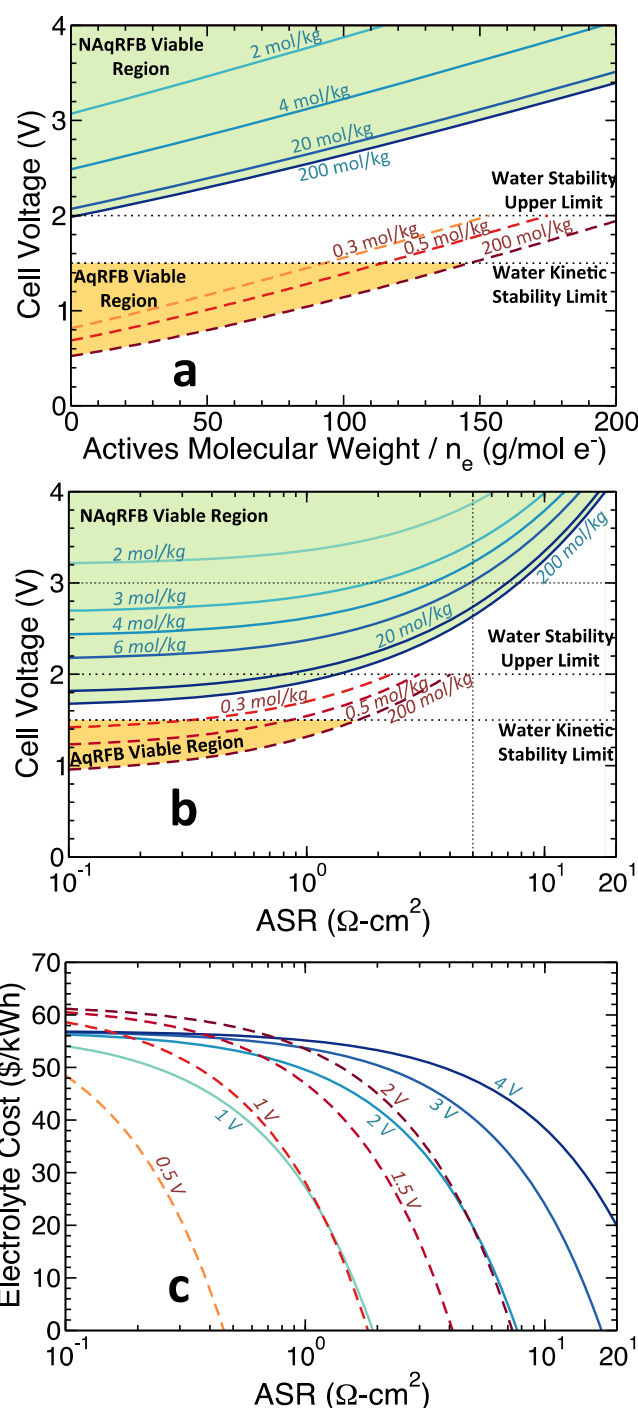 4
3
2
1
0
Cell Voltage (V)
NAqRFB Viable
Region
2 mol/kg
4 mol/kg
20 mol/kg
200 mol/kg
Water Stability
Upper Limit
0.3 mol/kg
0.5 mol/kg
200 mol/kg
AqRFB Viable
Region
Water Kinetic
Stability Limit
a
0
50
100
150
200
Actives Molecular Weight / n_e (g/mol e⁻)
4
3
2
1
0
Cell Voltage (V)
NAqRFB Viable Region
2 mol/kg
3 mol/kg
4 mol/kg
6 mol/kg
20 mol/kg
200 mol/kg
Water Stability
Upper Limit
0.3 mol/kg
0.5 mol/kg
200 mol/kg
AqRFB Viable Region
Water Kinetic
Stability Limit
b
10⁻¹
10⁰
10¹
20¹
ASR (Ω-cm²)
70
60
50
40
30
20
10
0
Electrolyte Cost ($/kWh)
0.5 V
1 V
1 V
1.5 V
2 V
2 V
3 V
4 V
c
10⁻¹
10⁰
10¹
20¹
ASR (Ω-cm²)